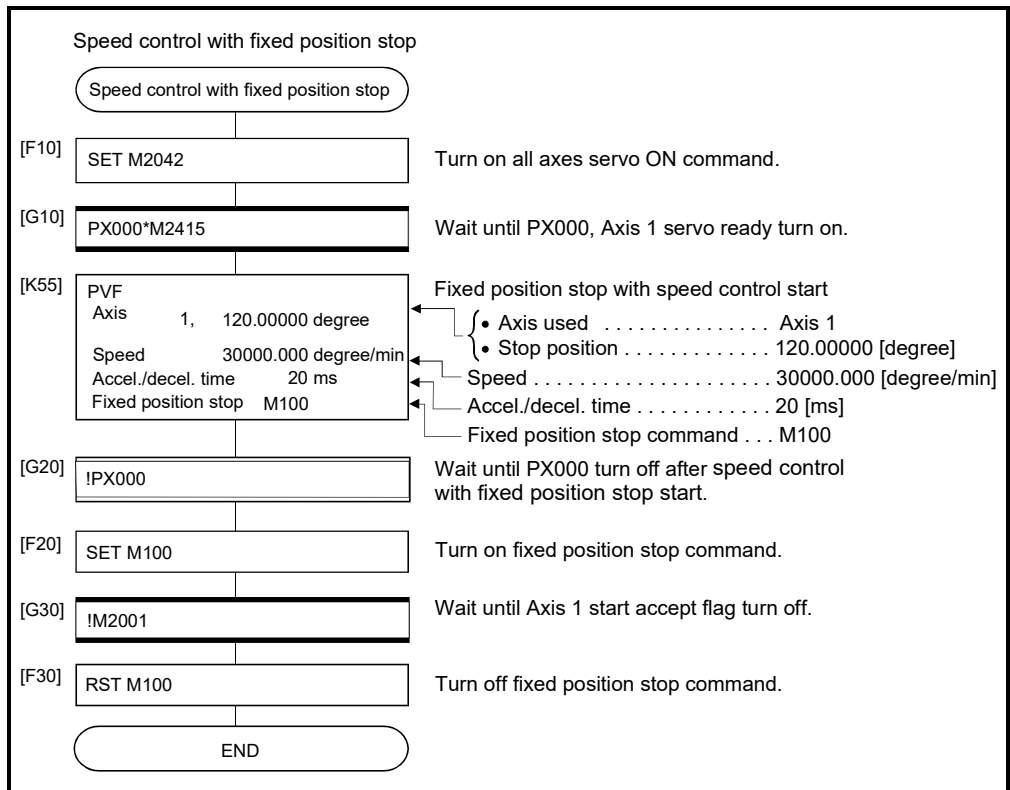 Speed control with fixed position stop
Speed control with fixed position stop
[F10]
SET M2042
Turn on all axes servo ON command.
[G10]
PX000*M2415
Wait until PX000, Axis 1 servo ready turn on.
[K55]
PVF
Axis 1, 120.00000 degree
Speed 30000.000 degree/min
Accel./decel. time 20 ms
Fixed position stop M100
Fixed position stop with speed control start
• Axis used . . . . . . . . . . . . . . . Axis 1
• Stop position . . . . . . . . . . . . . 120.00000 [degree]
Speed . . . . . . . . . . . . . . . . . . . . . 30000.000 [degree/min]
Accel./decel. time . . . . . . . . . . . . 20 [ms]
Fixed position stop command . . . M100
[G20]
!PX000
Wait until PX000 turn off after speed control
with fixed position stop start.
[F20]
SET M100
Turn on fixed position stop command.
[G30]
!M2001
Wait until Axis 1 start accept flag turn off.
[F30]
RST M100
Turn off fixed position stop command.
END